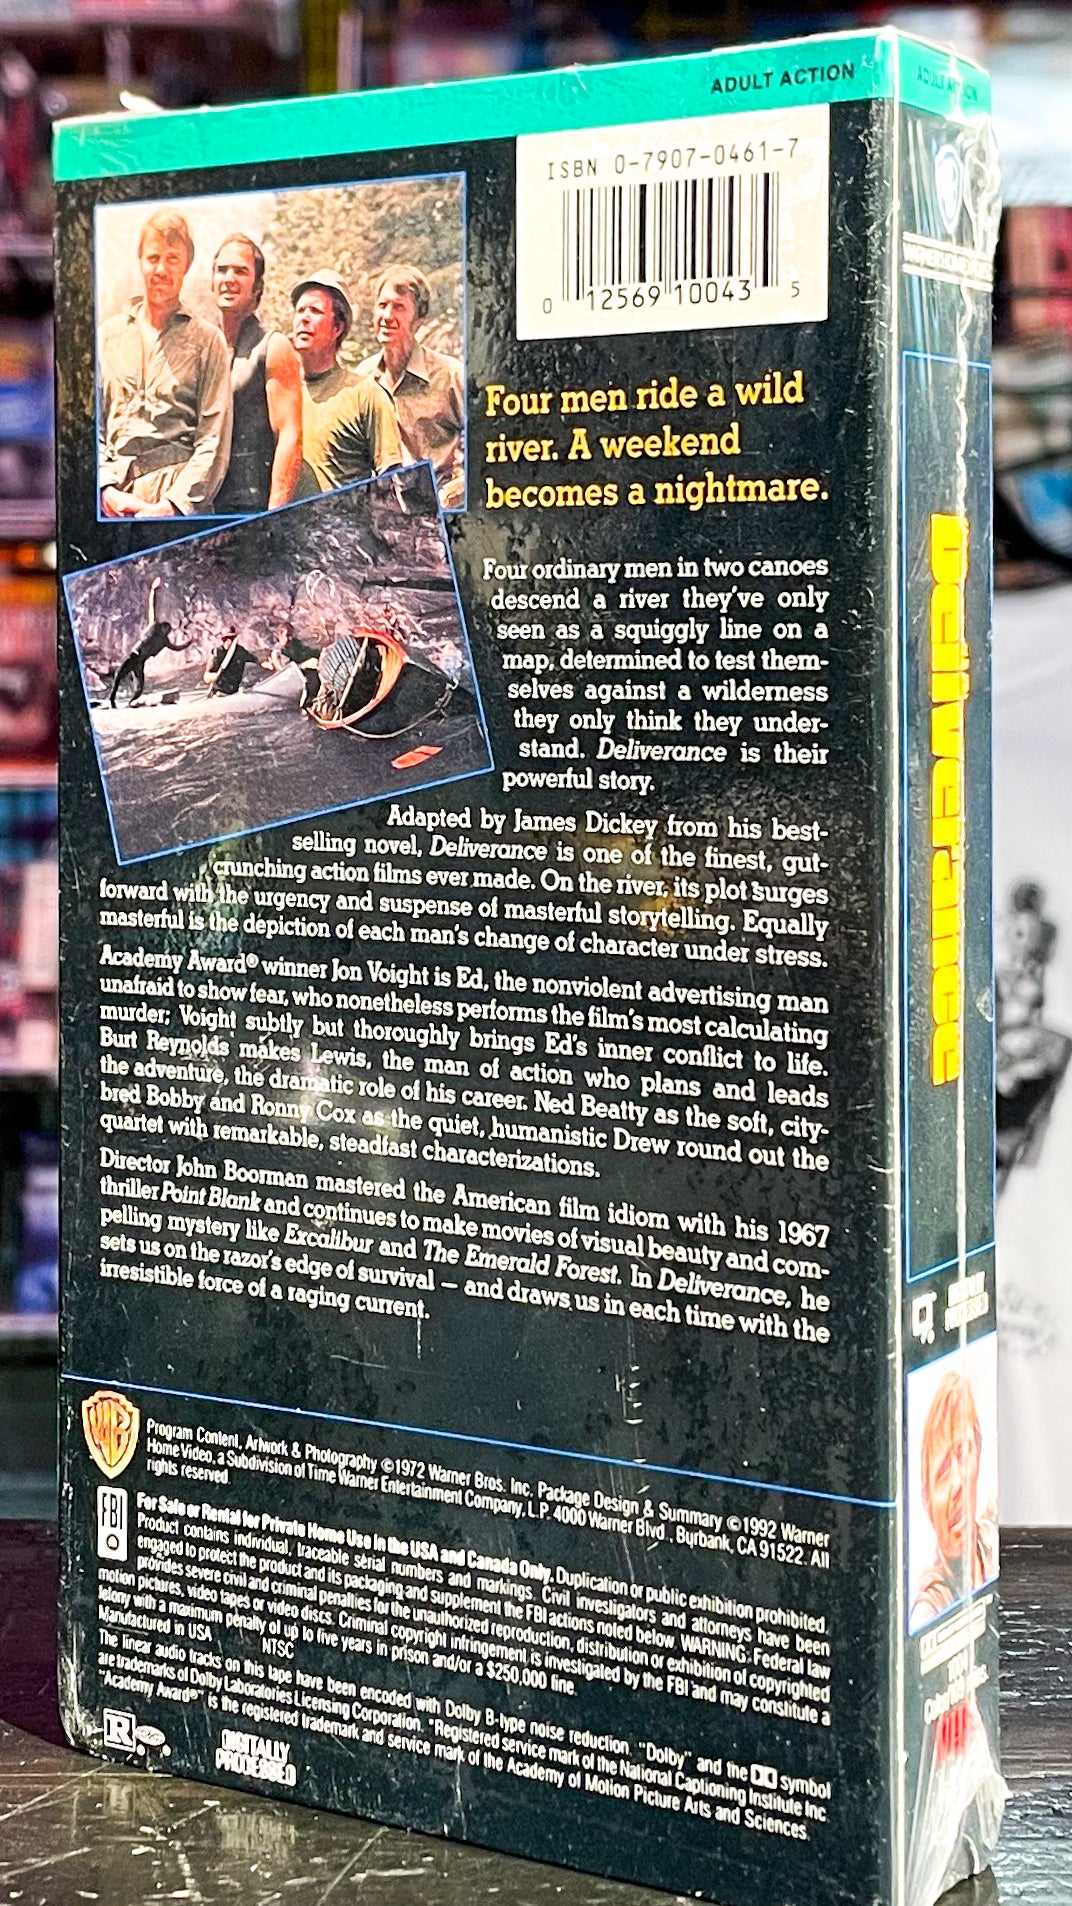 ADULT ACTION
ISBN 0-7907-0461-7
0 12569 10043 5
Four men ride a wild
river. A weekend
becomes a nightmare.
Four ordinary men in two canoes
descend a river they've only
seen as a squiggly line on a
map, determined to test them-
selves against a wilderness
they only think they under-
stand. Deliverance is their
powerful story.
Adapted by James Dickey from his best-
selling novel, Deliverance is one of the finest, gut-
crunching action films ever made. On the river, its plot surges
forward with the urgency and suspense of masterful storytelling. Equally
masterful is the depiction of each man's change of character under stress.
Academy Award® winner Jon Voight is Ed, the nonviolent advertising man
unafraid to show fear, who nonetheless performs the film's most calculating
murder; Voight subtly but thoroughly brings Ed's inner conflict to life.
Burt Reynolds makes Lewis, the man of action who plans and leads
the adventure, the dramatic role of his career. Ned Beatty as the soft, city-
bred Bobby and Ronny Cox as the quiet, humanistic Drew round out the
quartet with remarkable, steadfast characterizations.
Director John Boorman mastered the American film idiom with his 1967
thriller Point Blank and continues to make movies of visual beauty and com-
pelling mystery like Excalibur and The Emerald Forest. In Deliverance, he
sets us on the razor's edge of survival — and draws us in each time with the
irresistible force of a raging current.
WB
Program Content, Artwork & Photography ©1972 Warner Bros. Inc. Package Design & Summary ©1992 Warner
Home Video, a Subdivision of Time Warner Entertainment Company, L.P. 4000 Warner Blvd., Burbank, CA 91522. All
rights reserved.
FBI
For Sale or Rental for Private Home Use in the USA and Canada Only. Duplication or public exhibition prohibited.
Product contains individual, traceable serial numbers and markings. Civil investigators and attorneys have been
engaged to protect the product and its packaging and supplement the FBI actions noted below. WARNING: Federal law
provides severe civil and criminal penalties for the unauthorized reproduction, distribution or exhibition of copyrighted
motion pictures, video tapes or video discs. Criminal copyright infringement is investigated by the FBI and may constitute a
felony with a maximum penalty of up to five years in prison and/or a $250,000 fine.
Manufactured in USA NTSC
The linear audio tracks on this tape have been encoded with Dolby B-type noise reduction. "Dolby" and the symbol
are trademarks of Dolby Laboratories Licensing Corporation. *Registered service mark of the National Captioning Institute Inc.
"Academy Award®" is the registered trademark and service mark of the Academy of Motion Picture Arts and Sciences.
R
DIGITALLY
PROCESSED
ADULT ACTION
WARNER HOME VIDEO
Deliverance